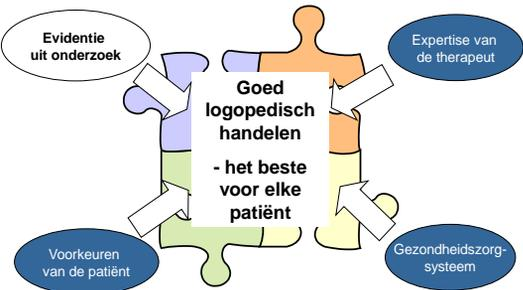 Evidentie
uit onderzoek
Expertise van
de therapeut
Goed
logopedisch
handelen
- het beste
voor elke
patiënt
Voorkeuren
van de patiënt
Gezondheidszorg-
systeem